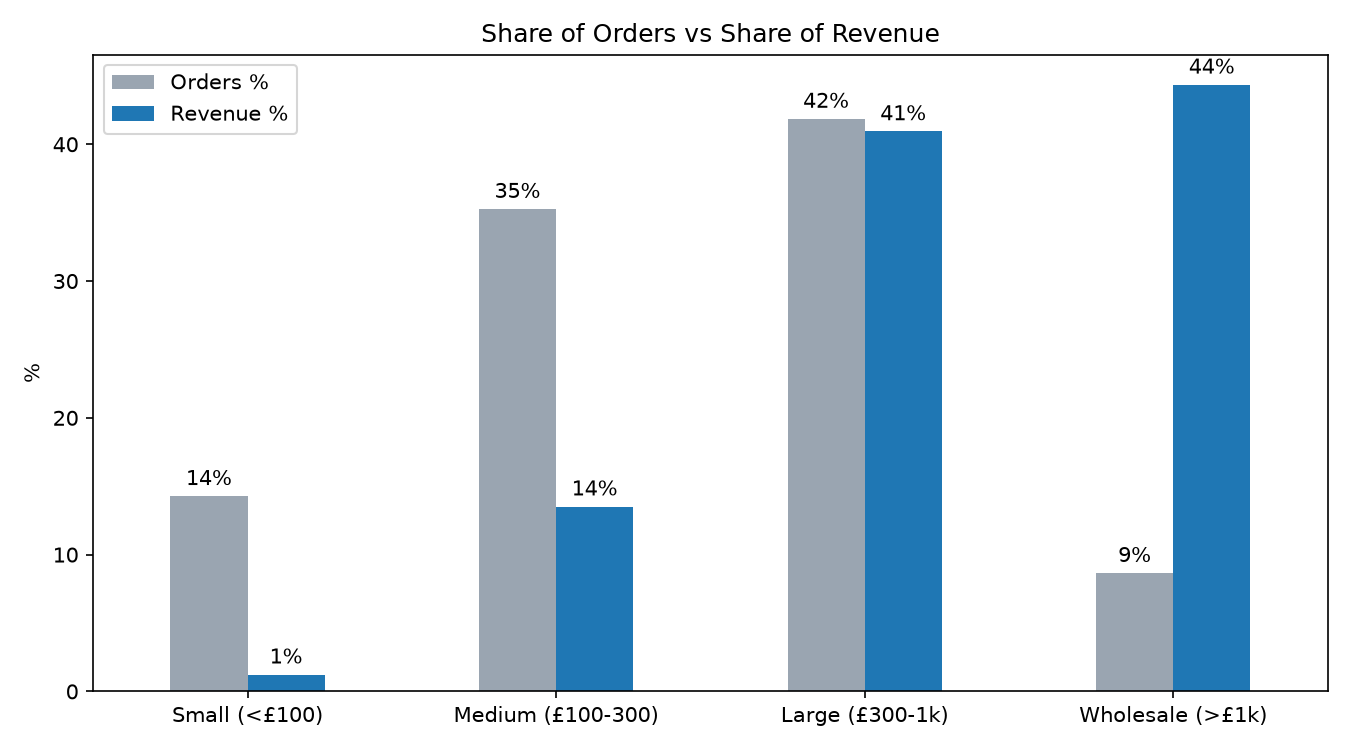 Share of Orders vs Share of Revenue
Orders %
Revenue %
%
0
10
20
30
40
14%
1%
35%
14%
42%
41%
9%
44%
Small (<£100)
Medium (£100-300)
Large (£300-1k)
Wholesale (>£1k)